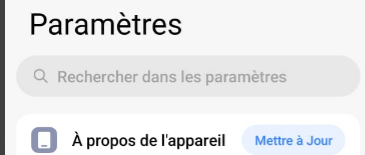 Paramètres
Rechercher dans les paramètres
À propos de l'appareil Mettre à Jour